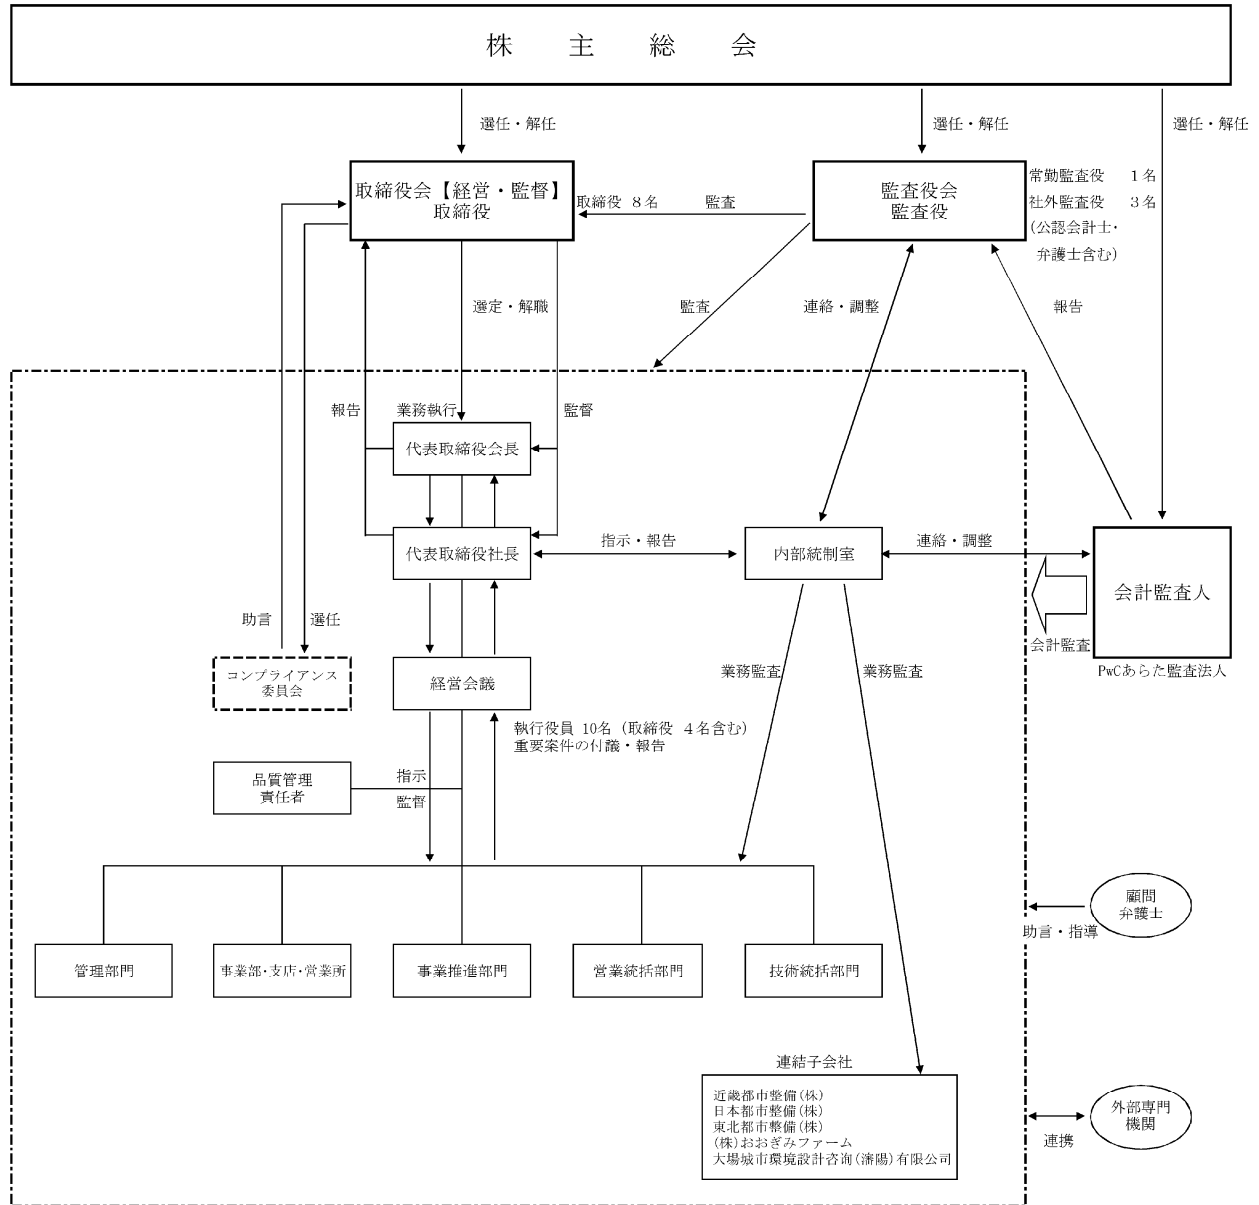 株主総会
選任・解任
選任・解任
選任・解任
取締役会【経営・監督】
取締役
取締役 8名
監査
監査役会
監査役
常勤監査役 1名
社外監査役 3名
(公認会計士・
弁護士含む)
選定・解職
監査
連絡・調整
報告
報告
業務執行
監督
代表取締役会長
代表取締役社長
指示・報告
内部統制室
連絡・調整
会計監査人
会計監査
PwCあらた監査法人
助言
選任
コンプライアンス
委員会
経営会議
業務監査
業務監査
執行役員 10名 (取締役 4名含む)
重要案件の付議・報告
品質管理
責任者
指示
監督
顧問
弁護士
助言・指導
管理部門
事業部・支店・営業所
事業推進部門
営業統括部門
技術統括部門
連結子会社
近畿都市整備(株)
日本都市整備(株)
東北都市整備(株)
(株)おおぎみファーム
大場城市環境設計咨询(瀋陽)有限公司
外部専門
機関
連携